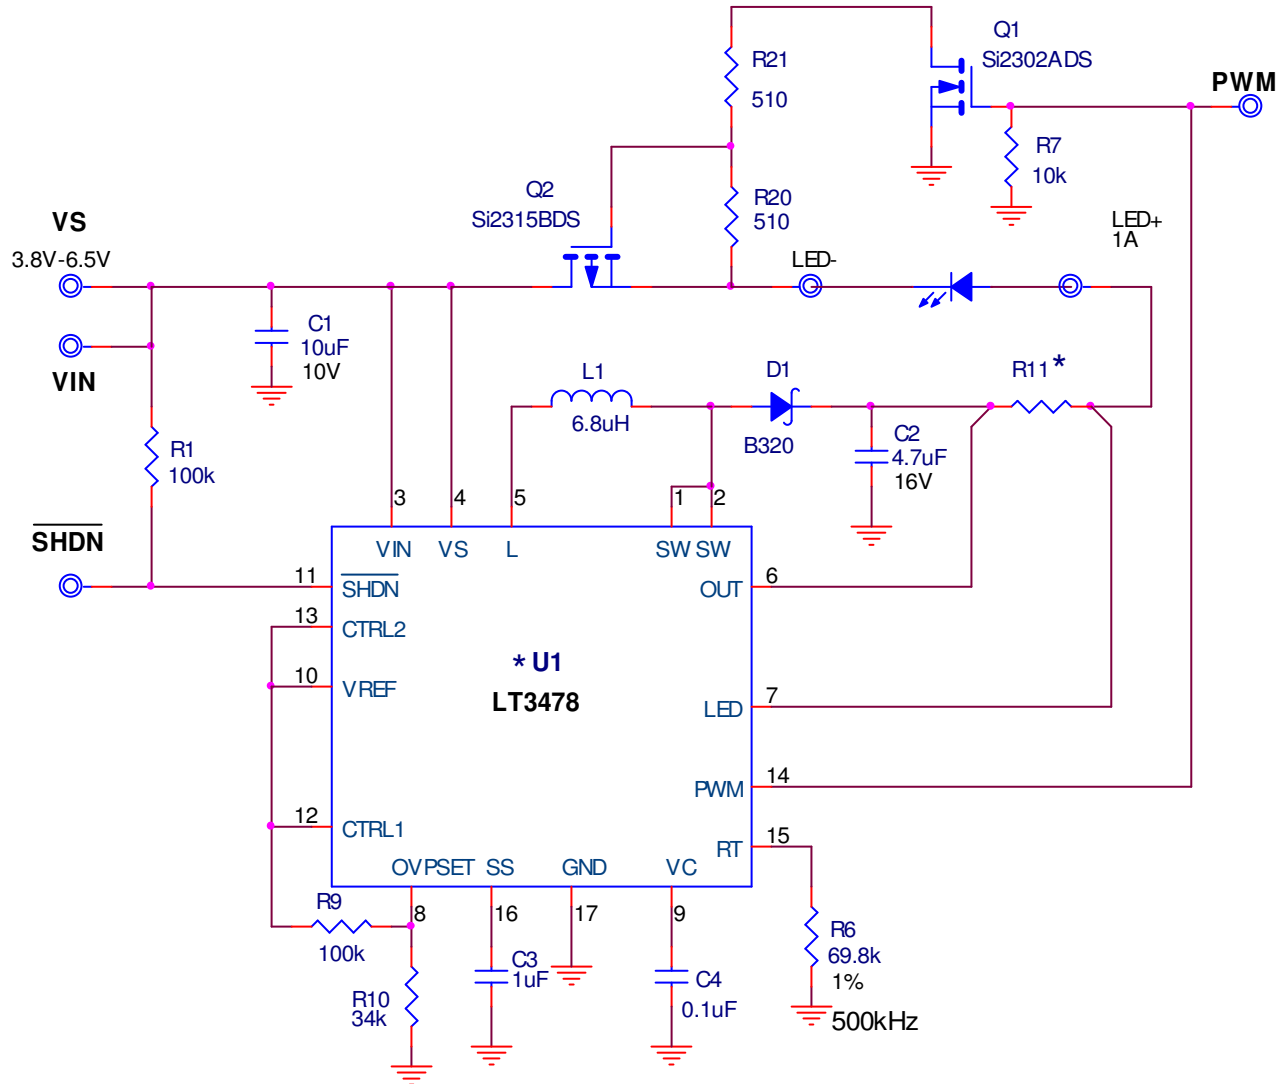 Q1
Si2302ADS
R21
510
PWM
R7
10k
Q2
Si2315BDS
R20
510
VS
3.8V-6.5V
LED+
1A
LED-
C1
10uF
10V
VIN
L1
6.8uH
D1
B320
R11*
C2
4.7uF
16V
R1
100k
SHDN
3 4 5 1 2
VIN VS L SW SW
11 SHDN
OUT 6
13 CTRL2
* U1
LT3478
10 VREF
LED 7
PWM 14
12 CTRL1
RT 15
OVPSET SS GND VC
8 16 17 9
R9
100k
R10
34k
C3
1uF
C4
0.1uF
R6
69.8k
1%
500kHz